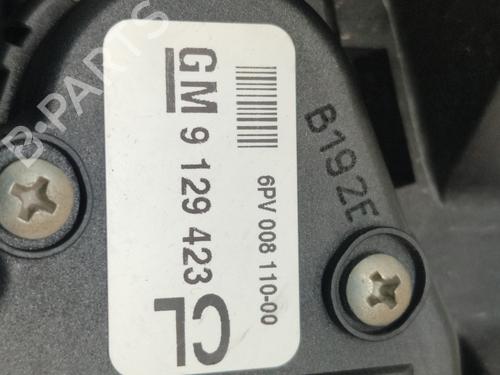 B-PARTS
GM 9 129 423
6PV 008 110-00
CL
B19ZE